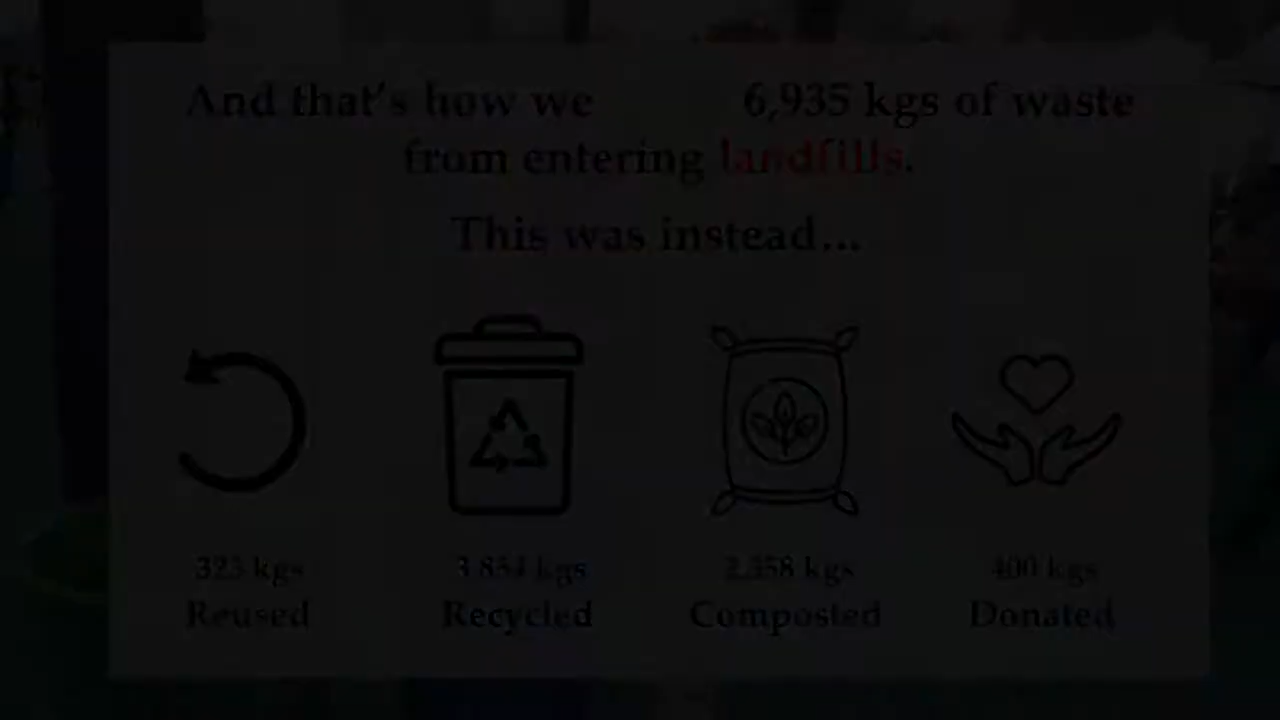 And that's how we 6,935 kgs of waste
from entering landfills.
This was instead...
323 kgs
Reused
3 854 kgs
Recycled
2,358 kgs
Composted
400 kgs
Donated